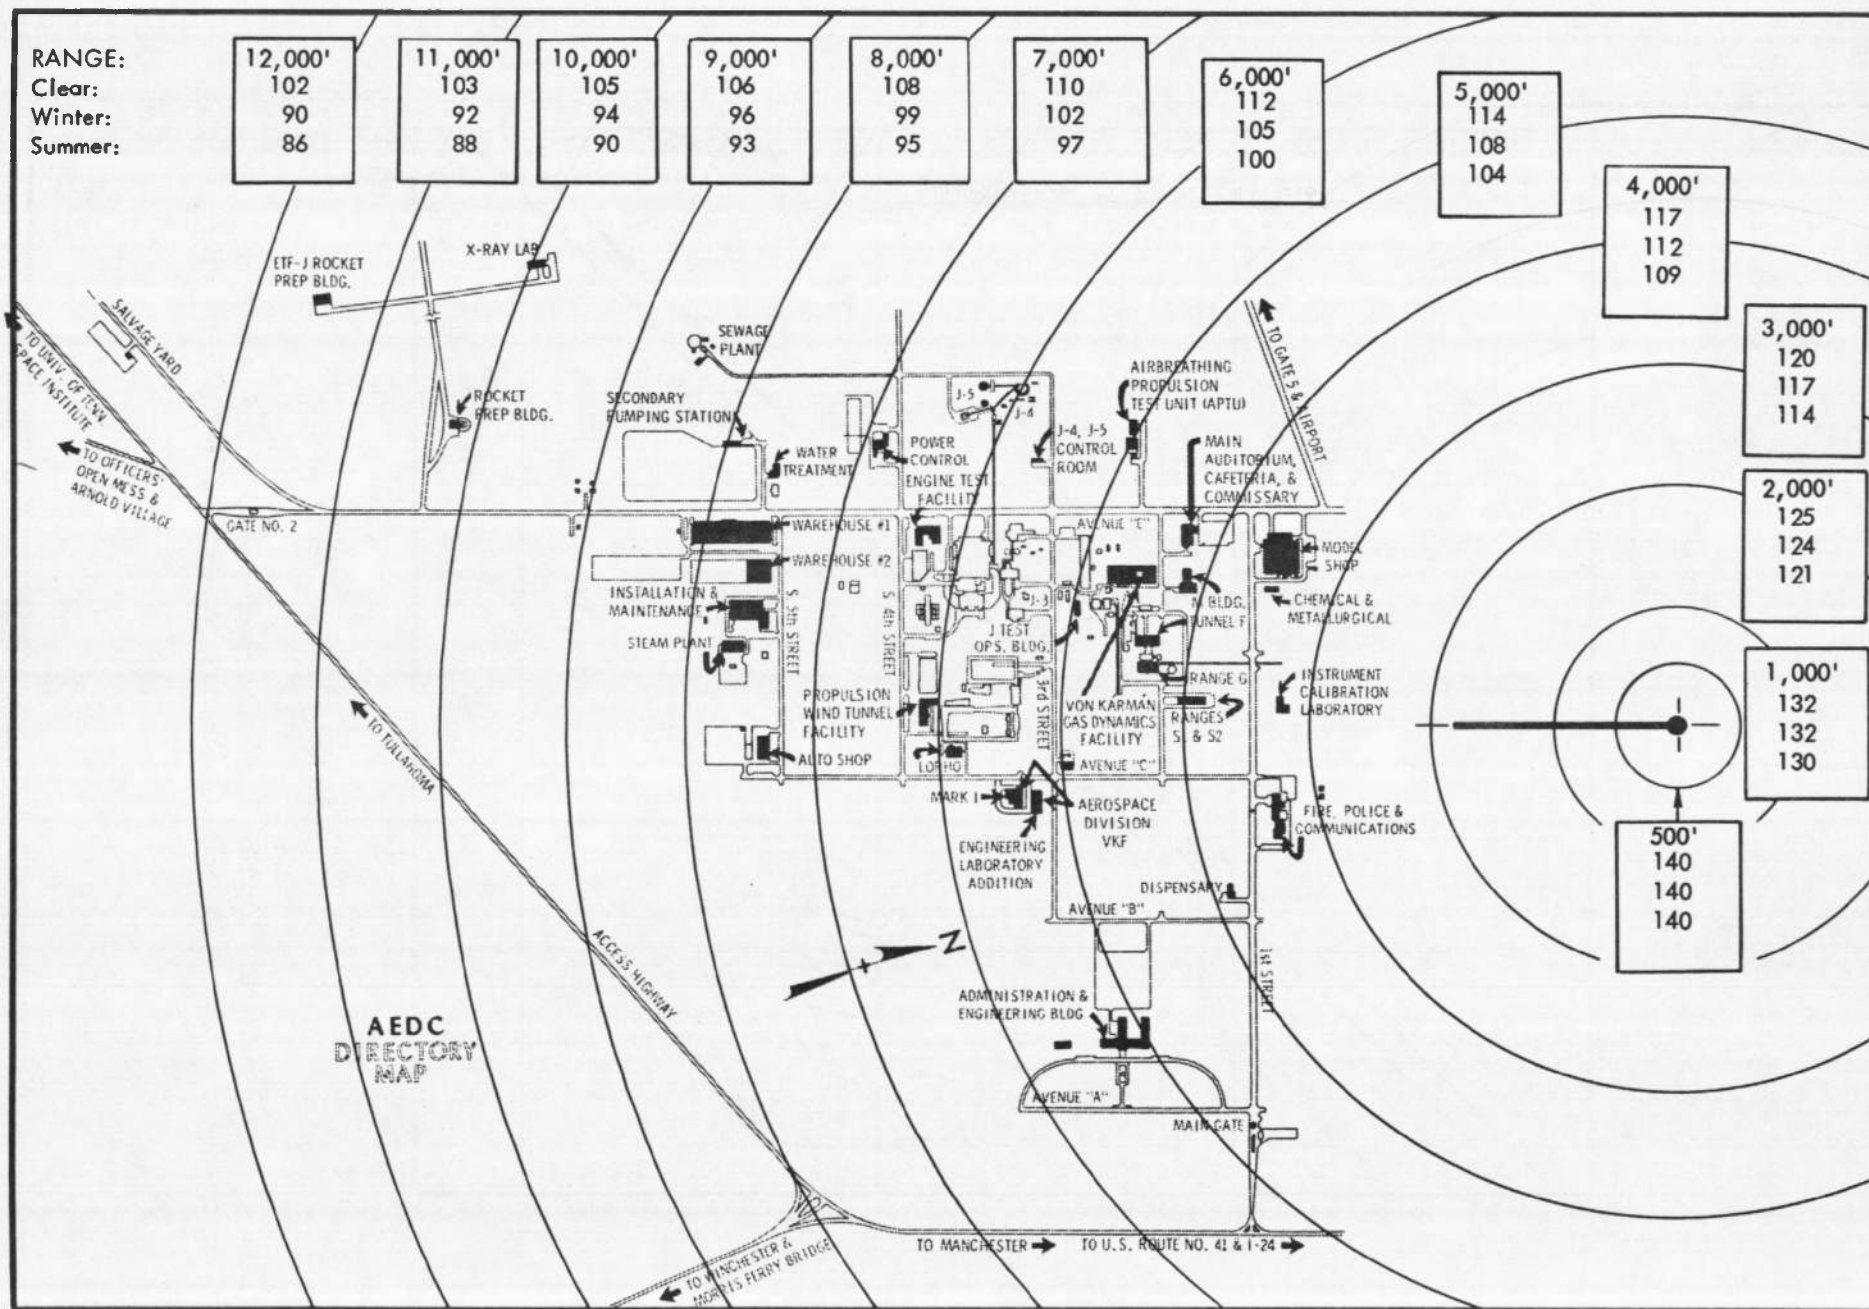 RANGE:
Clear:
Winter:
Summer:
12,000'
102
90
86
11,000'
103
92
88
10,000'
105
94
90
9,000'
106
96
93
8,000'
108
99
95
7,000'
110
102
97
6,000'
112
105
100
5,000'
114
108
104
4,000'
117
112
109
3,000'
120
117
114
2,000'
125
124
121
1,000'
132
132
130
500'
140
140
140
ETF-J ROCKET
PREP BLDG.
X-RAY LAB
SALVAGE YARD
TO UNIV. OF TENN.
SPACE INSTITUTE
TO OFFICERS'
OPEN MESS &
ARNOLD VILLAGE
GATE NO. 2
ROCKET
PREP BLDG.
SEWAGE
PLANT
SECONDARY
PUMPING STATION
WATER
TREATMENT
POWER
CONTROL
ENGINE TEST
FACILITY
J-5
J-4
J-4, J-5
CONTROL
ROOM
AIRBREATHING
PROPULSION
TEST UNIT (APTU)
MAIN
AUDITORIUM,
CAFETERIA, &
COMMISSARY
TO GATE 5 & AIRPORT
WAREHOUSE #1
WAREHOUSE #2
INSTALLATION &
MAINTENANCE
STEAM PLANT
S. 5th STREET
S. 4th STREET
AVENUE "E"
MODEL
SHOP
J-3
M BLDG.
CHEMICAL &
METALLURGICAL
TUNNEL F
J TEST
OPS. BLDG.
3rd STREET
RANGE G
INSTRUMENT
CALIBRATION
LABORATORY
PROPULSION
WIND TUNNEL
FACILITY
VON KARMAN
GAS DYNAMICS
FACILITY
RANGES
S1 & S2
AUTO SHOP
LORHO
AVENUE "C"
MARK I
AEROSPACE
DIVISION
VKF
ENGINEERING
LABORATORY
ADDITION
FIRE, POLICE &
COMMUNICATIONS
DISPENSARY
AVENUE "B"
TO TULLAHOMA
ACCESS HIGHWAY
N
1st STREET
ADMINISTRATION &
ENGINEERING BLDG
AEDC
DIRECTORY
MAP
AVENUE "A"
MAIN GATE
TO MANCHESTER
TO U.S. ROUTE NO. 41 & I-24
TO WINCHESTER &
MORRIS FERRY BRIDGE